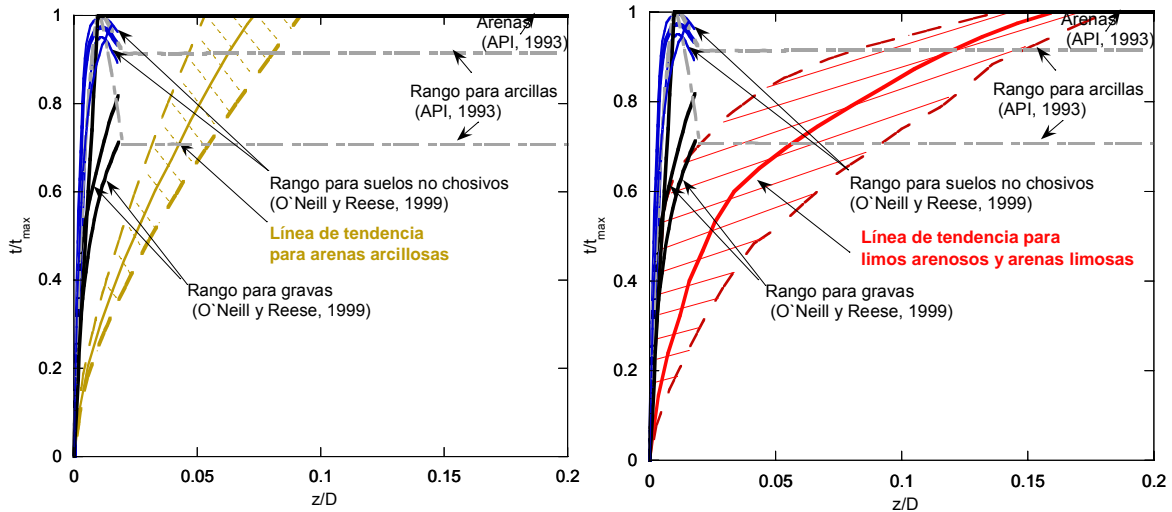 1
0.8
0.6
0.4
0.2
0
t/t_max
0
0.05
0.1
0.15
0.2
z/D
Arenas
(API, 1993)
Rango para arcillas
(API, 1993)
Rango para suelos no chosivos
(O`Neill y Reese, 1999)
Línea de tendencia
para arenas arcillosas
Rango para gravas
(O`Neill y Reese, 1999)
1
0.8
0.6
0.4
0.2
0
t/t_max
0
0.05
0.1
0.15
0.2
z/D
Arenas
(API, 1993)
Rango para arcillas
(API, 1993)
Rango para suelos no chosivos
(O`Neill y Reese, 1999)
Línea de tendencia para
limos arenosos y arenas limosas
Rango para gravas
(O`Neill y Reese, 1999)